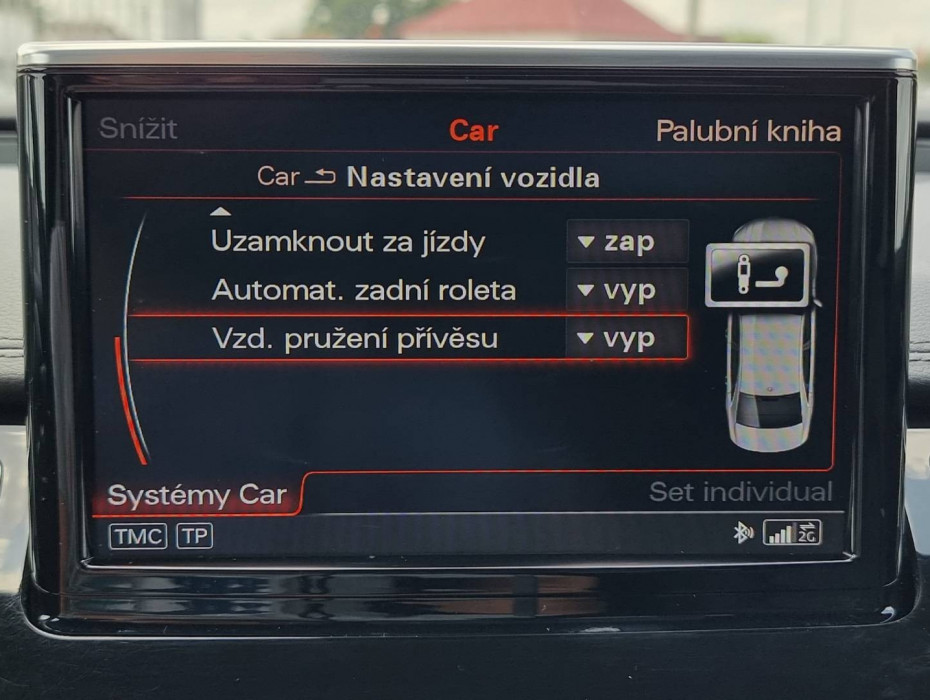 Snížit Car Palubní kniha
Car Nastavení vozidla
Uzamknout za jízdy zap
Automat. zadní roleta vyp
Vzd. pružení přívěsu vyp
Systémy Car Set individual
TMC TP 2G